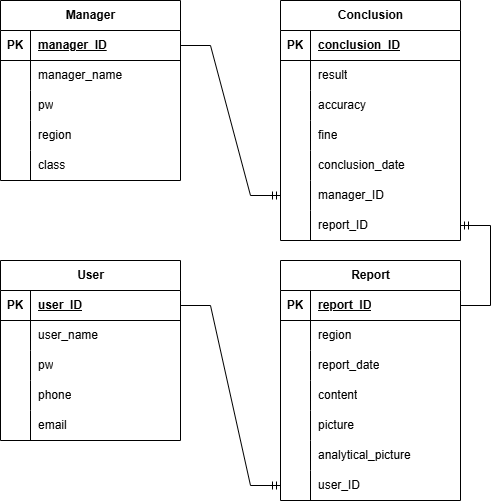 Manager
PK manager_ID
manager_name
pw
region
class
Conclusion
PK conclusion_ID
result
accuracy
fine
conclusion_date
manager_ID
report_ID
User
PK user_ID
user_name
pw
phone
email
Report
PK report_ID
region
report_date
content
picture
analytical_picture
user_ID